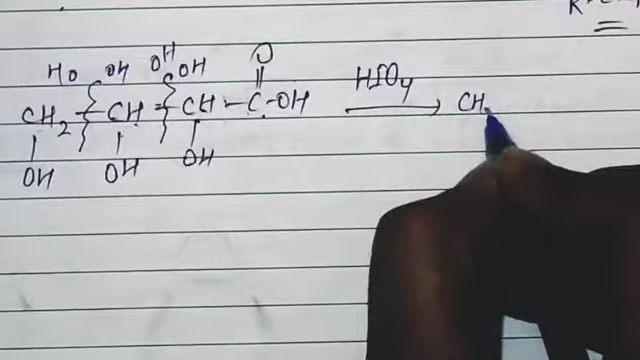 HO OH OH OH O
CH2 - CH - CH - C - OH HIO4 → CH
OH OH OH